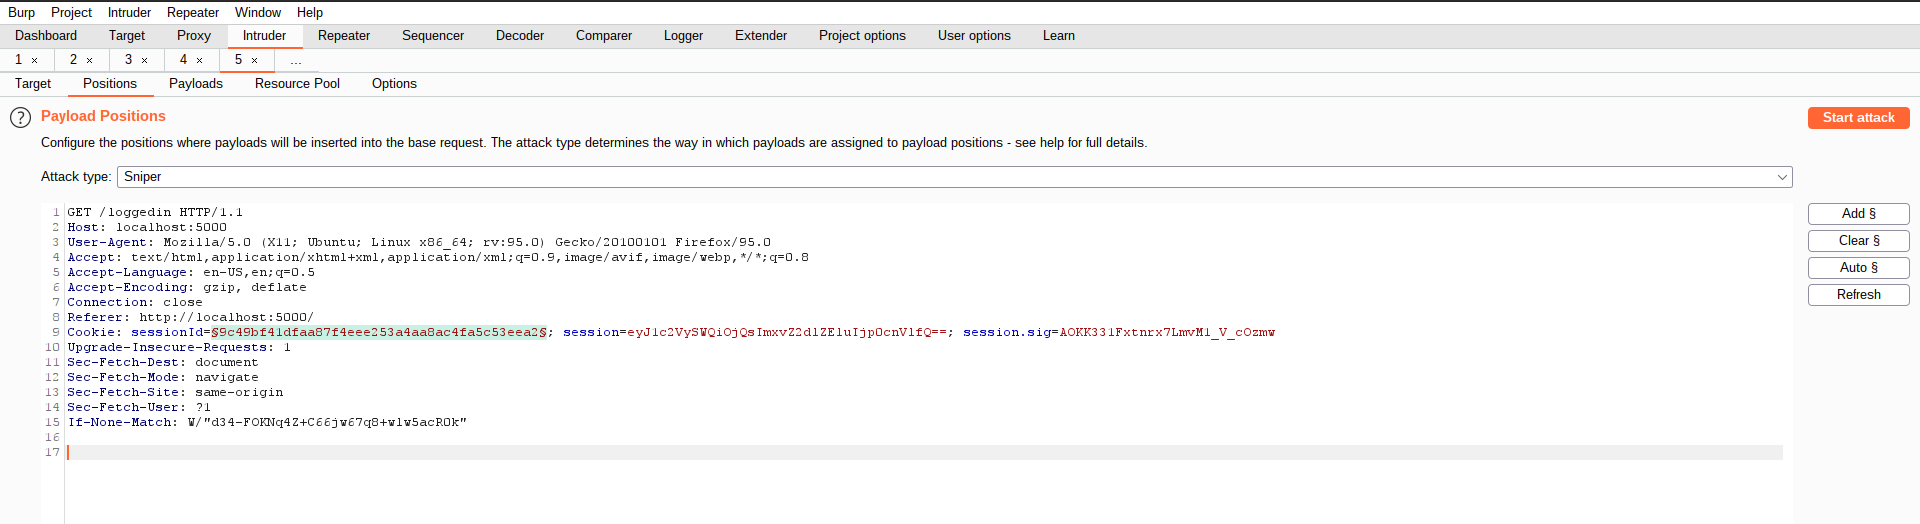 Burp Project Intruder Repeater Window Help
Dashboard Target Proxy Intruder Repeater Sequencer Decoder Comparer Logger Extender Project options User options Learn
1 × 2 × 3 × 4 × 5 × ...
Target Positions Payloads Resource Pool Options
? Payload Positions Start attack
Configure the positions where payloads will be inserted into the base request. The attack type determines the way in which payloads are assigned to payload positions - see help for full details.
Attack type: Sniper
1 GET /loggedin HTTP/1.1 Add §
2 Host: localhost:5000
3 User-Agent: Mozilla/5.0 (X11; Ubuntu; Linux x86_64; rv:95.0) Gecko/20100101 Firefox/95.0 Clear §
4 Accept: text/html,application/xhtml+xml,application/xml;q=0.9,image/avif,image/webp,*/*;q=0.8
5 Accept-Language: en-US,en;q=0.5 Auto §
6 Accept-Encoding: gzip, deflate
7 Connection: close Refresh
8 Referer: http://localhost:5000/
9 Cookie: sessionId=§9c49bf41dfaa87f4eee253a4aa8ac4fa5c53eea2§; session=eyJ1c2VySWQiOjQsImxvZ2dlZEluIjp0cnVlfQ==; session.sig=AOKK331Fxtnrx7LmvM1_V_cOzmw
10 Upgrade-Insecure-Requests: 1
11 Sec-Fetch-Dest: document
12 Sec-Fetch-Mode: navigate
13 Sec-Fetch-Site: same-origin
14 Sec-Fetch-User: ?1
15 If-None-Match: W/"d34-FOKNq4Z+C66jw67q8+wlw5acR0k"
16
17